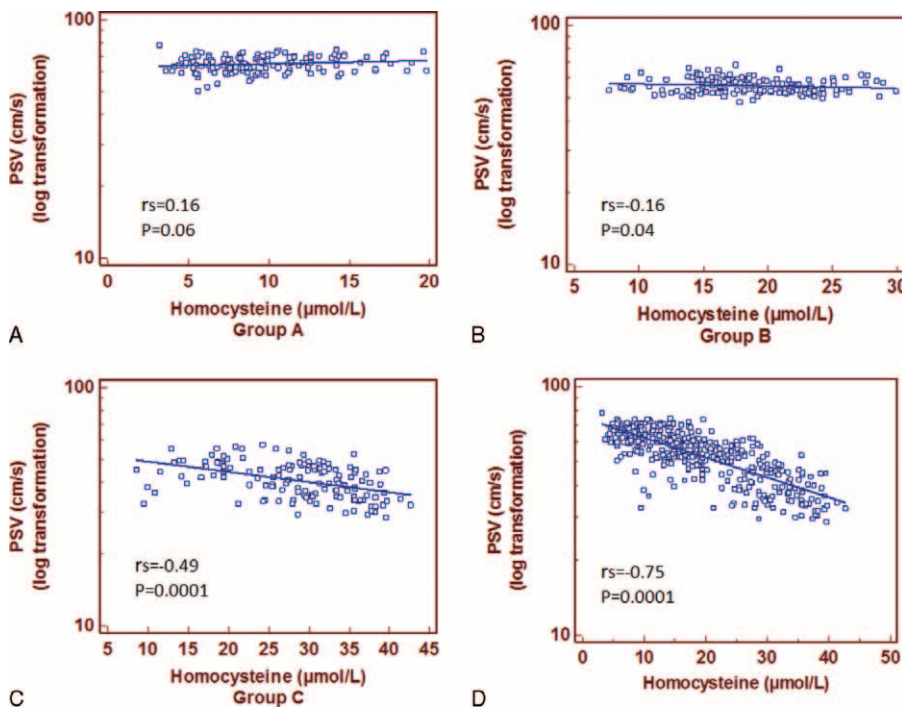 100
PSV (cm/s)
(log transformation)
10
rs=0.16
P=0.06
0 5 10 15 20
Homocysteine (µmol/L)
Group A
A
100
PSV (cm/s)
(log transformation)
10
rs=-0.16
P=0.04
5 10 15 20 25 30
Homocysteine (µmol/L)
Group B
B
100
PSV (cm/s)
(log transformation)
10
rs=-0.49
P=0.0001
5 10 15 20 25 30 35 40 45
Homocysteine (µmol/L)
Group C
C
100
PSV (cm/s)
(log transformation)
10
rs=-0.75
P=0.0001
0 10 20 30 40 50
Homocysteine (µmol/L)
D